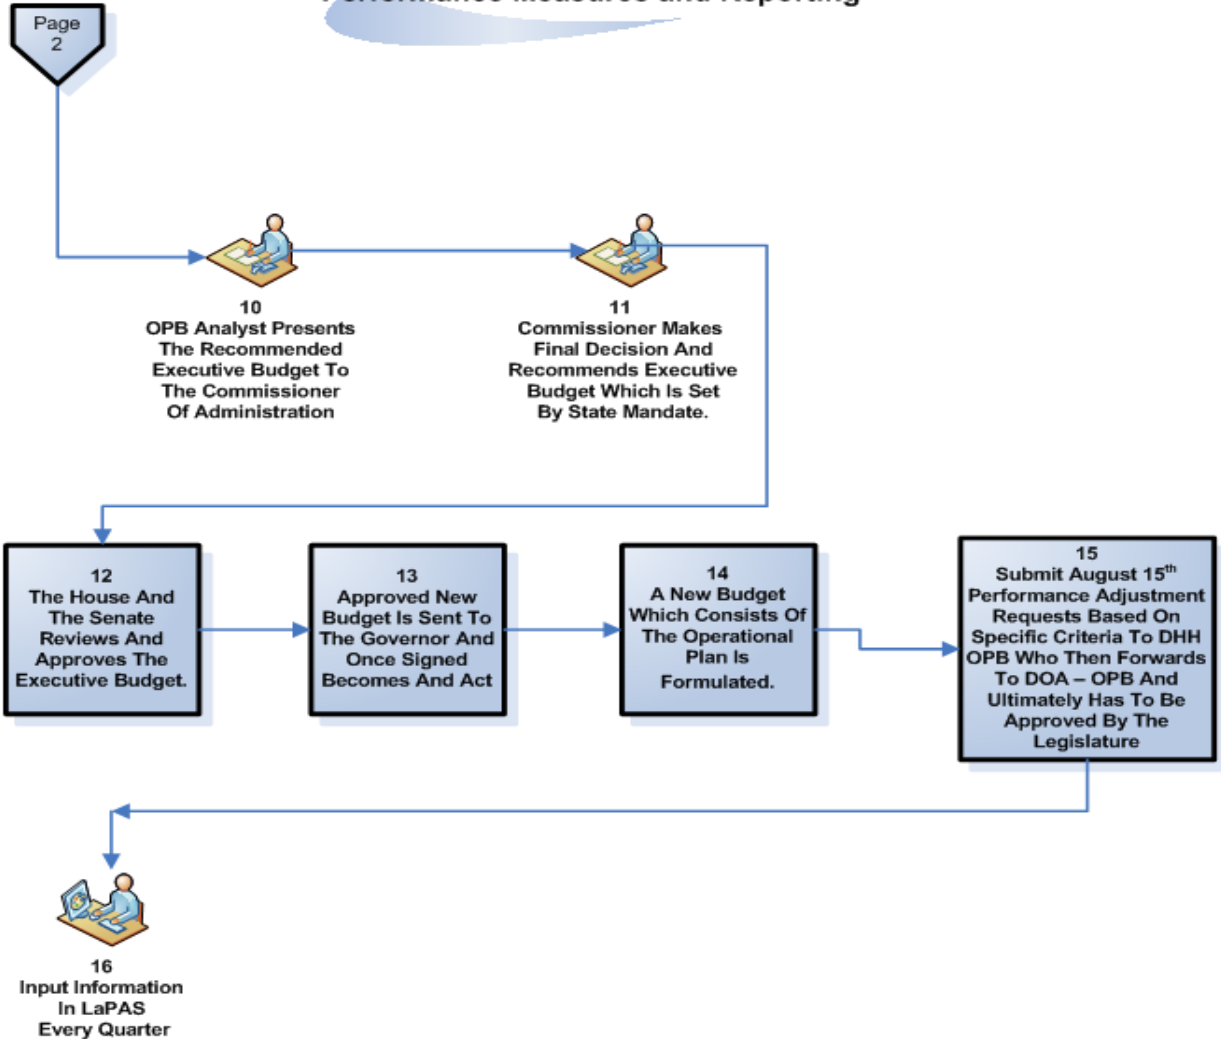 Performance Measures and Reporting
Page
2
10
OPB Analyst Presents
The Recommended
Executive Budget To
The Commissioner
Of Administration
11
Commissioner Makes
Final Decision And
Recommends Executive
Budget Which Is Set
By State Mandate.
12
The House And
The Senate
Reviews And
Approves The
Executive Budget.
13
Approved New
Budget Is Sent To
The Governor And
Once Signed
Becomes And Act
14
A New Budget
Which Consists Of
The Operational
Plan Is
Formulated.
15
Submit August 15th
Performance Adjustment
Requests Based On
Specific Criteria To DHH
OPB Who Then Forwards
To DOA – OPB And
Ultimately Has To Be
Approved By The
Legislature
16
Input Information
In LaPAS
Every Quarter